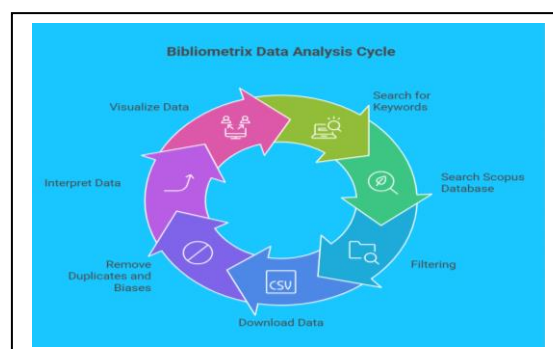 Bibliometrix Data Analysis Cycle
Visualize Data
Search for
Keywords
Search Scopus
Database
Filtering
CSV
Download Data
Remove
Duplicates and
Biases
Interpret Data